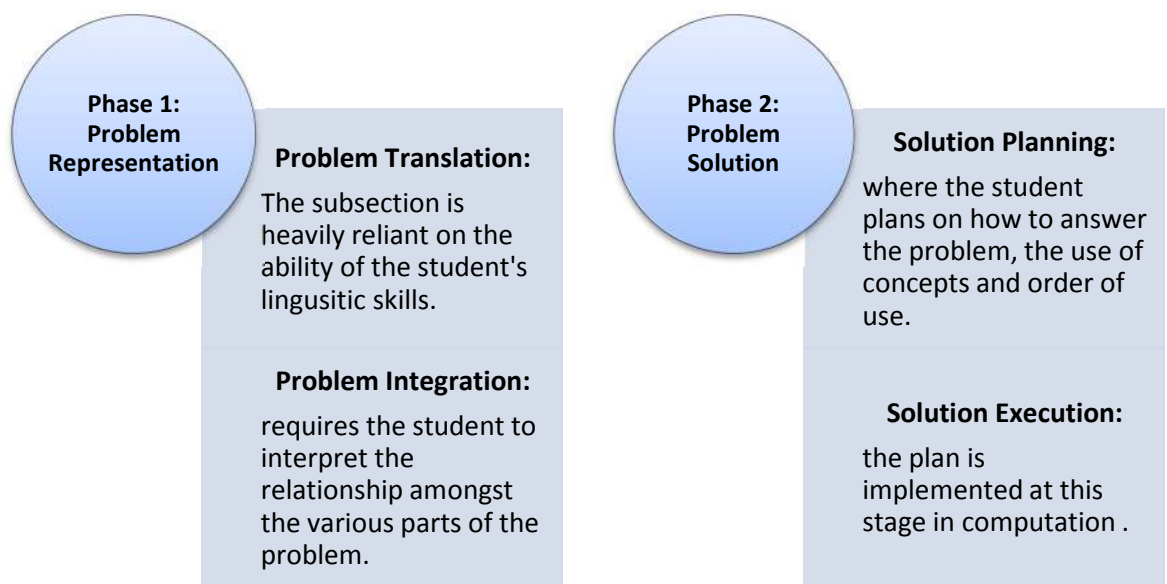 Phase 1:
Problem
Representation
Problem Translation:
The subsection is
heavily reliant on the
ability of the student's
lingusitic skills.
Problem Integration:
requires the student to
interpret the
relationship amongst
the various parts of the
problem.
Phase 2:
Problem
Solution
Solution Planning:
where the student
plans on how to answer
the problem, the use of
concepts and order of
use.
Solution Execution:
the plan is
implemented at this
stage in computation .